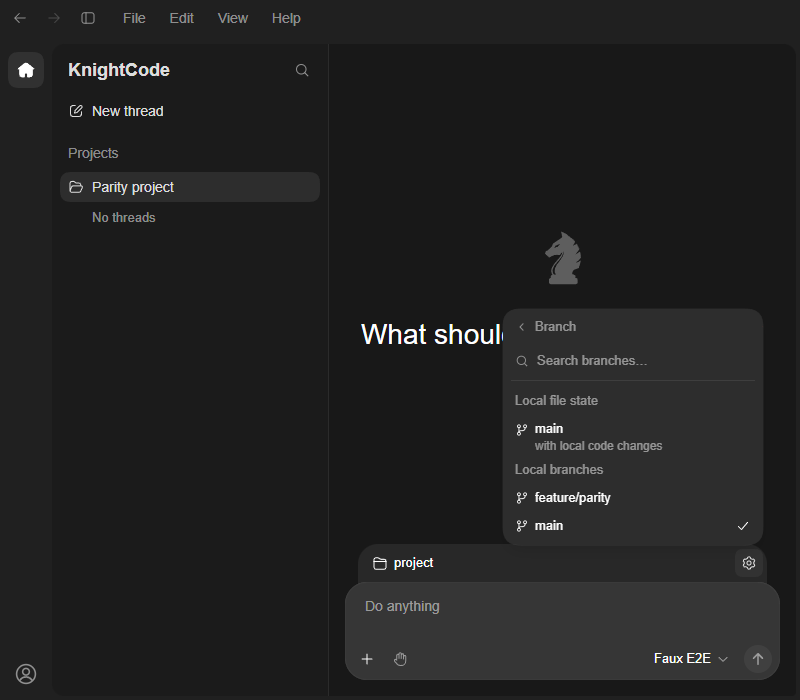 File Edit View Help
KnightCode
New thread
Projects
Parity project
No threads
What shoul
Branch
Search branches...
Local file state
main
with local code changes
Local branches
feature/parity
main
project
Do anything
Faux E2E